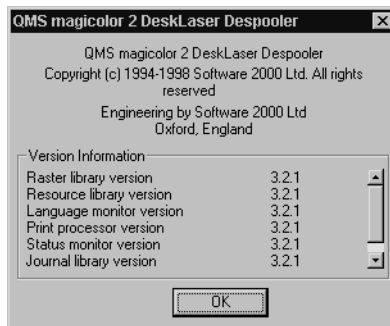 QMS magicolor 2 DeskLaser Despooler
QMS magicolor 2 DeskLaser Despooler
Copyright (c) 1994-1998 Software 2000 Ltd. All rights
reserved
Engineering by Software 2000 Ltd
Oxford, England
Version Information
Raster library version 3.2.1
Resource library version 3.2.1
Language monitor version 3.2.1
Print processor version 3.2.1
Status monitor version 3.2.1
Journal library version 3.2.1
OK